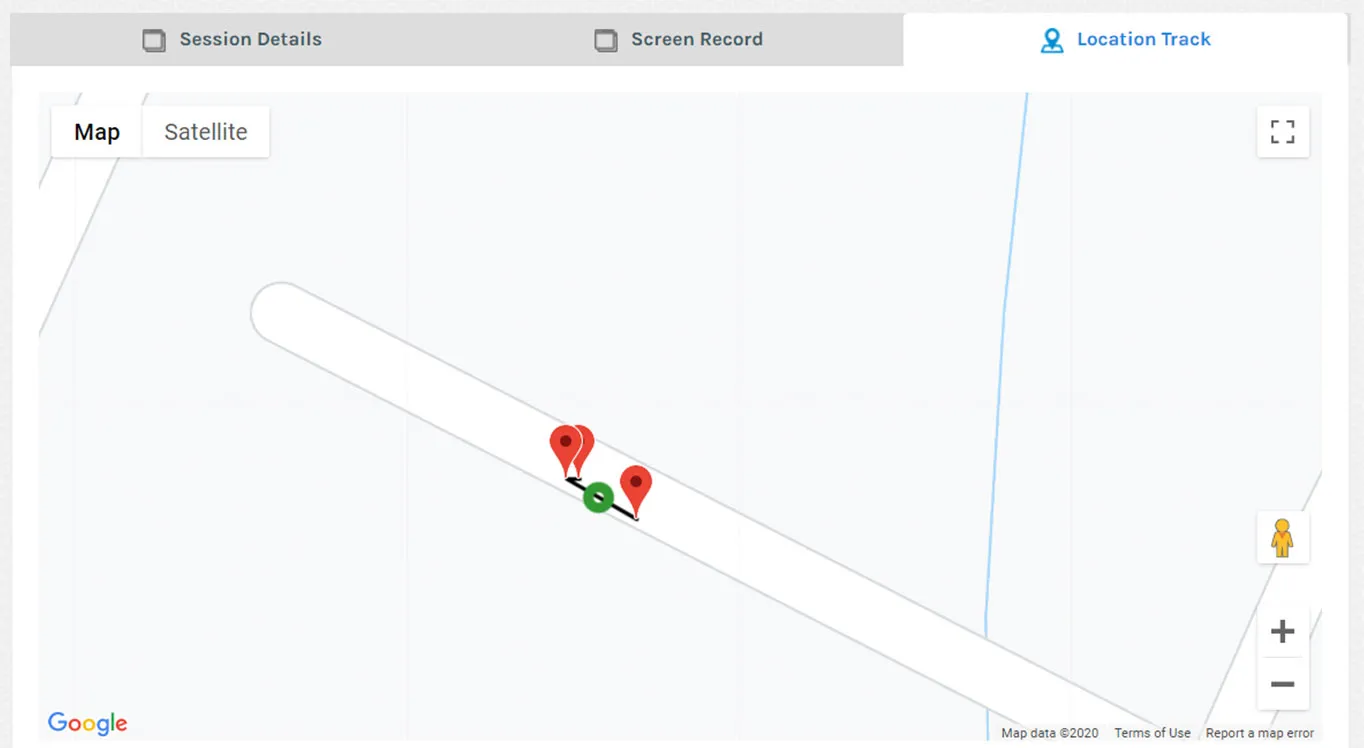 Session Details
Screen Record
Location Track
Map
Satellite
Google
Map data ©2020
Terms of Use
Report a map error